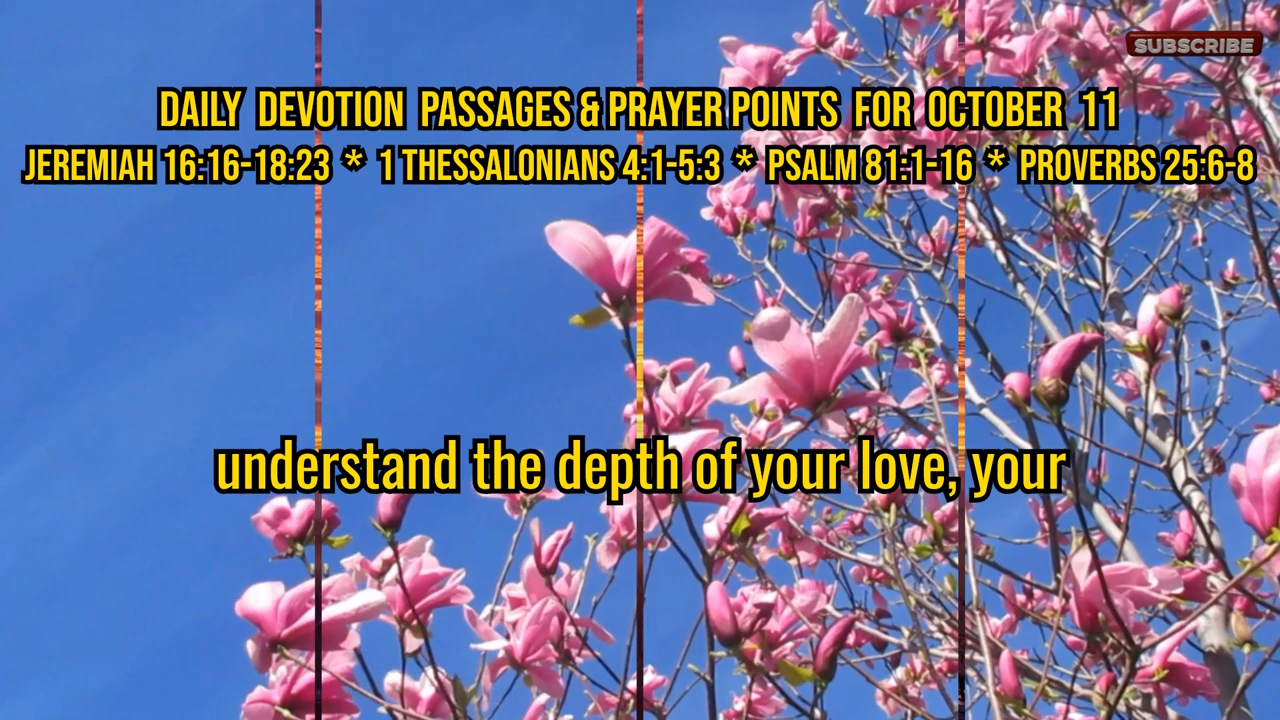 SUBSCRIBE
DAILY DEVOTION PASSAGES & PRAYER POINTS FOR OCTOBER 11
JEREMIAH 16:16-18:23 * 1 THESSALONIANS 4:1-5:3 * PSALM 81:1-16 * PROVERBS 25:6-8
understand the depth of your love, your